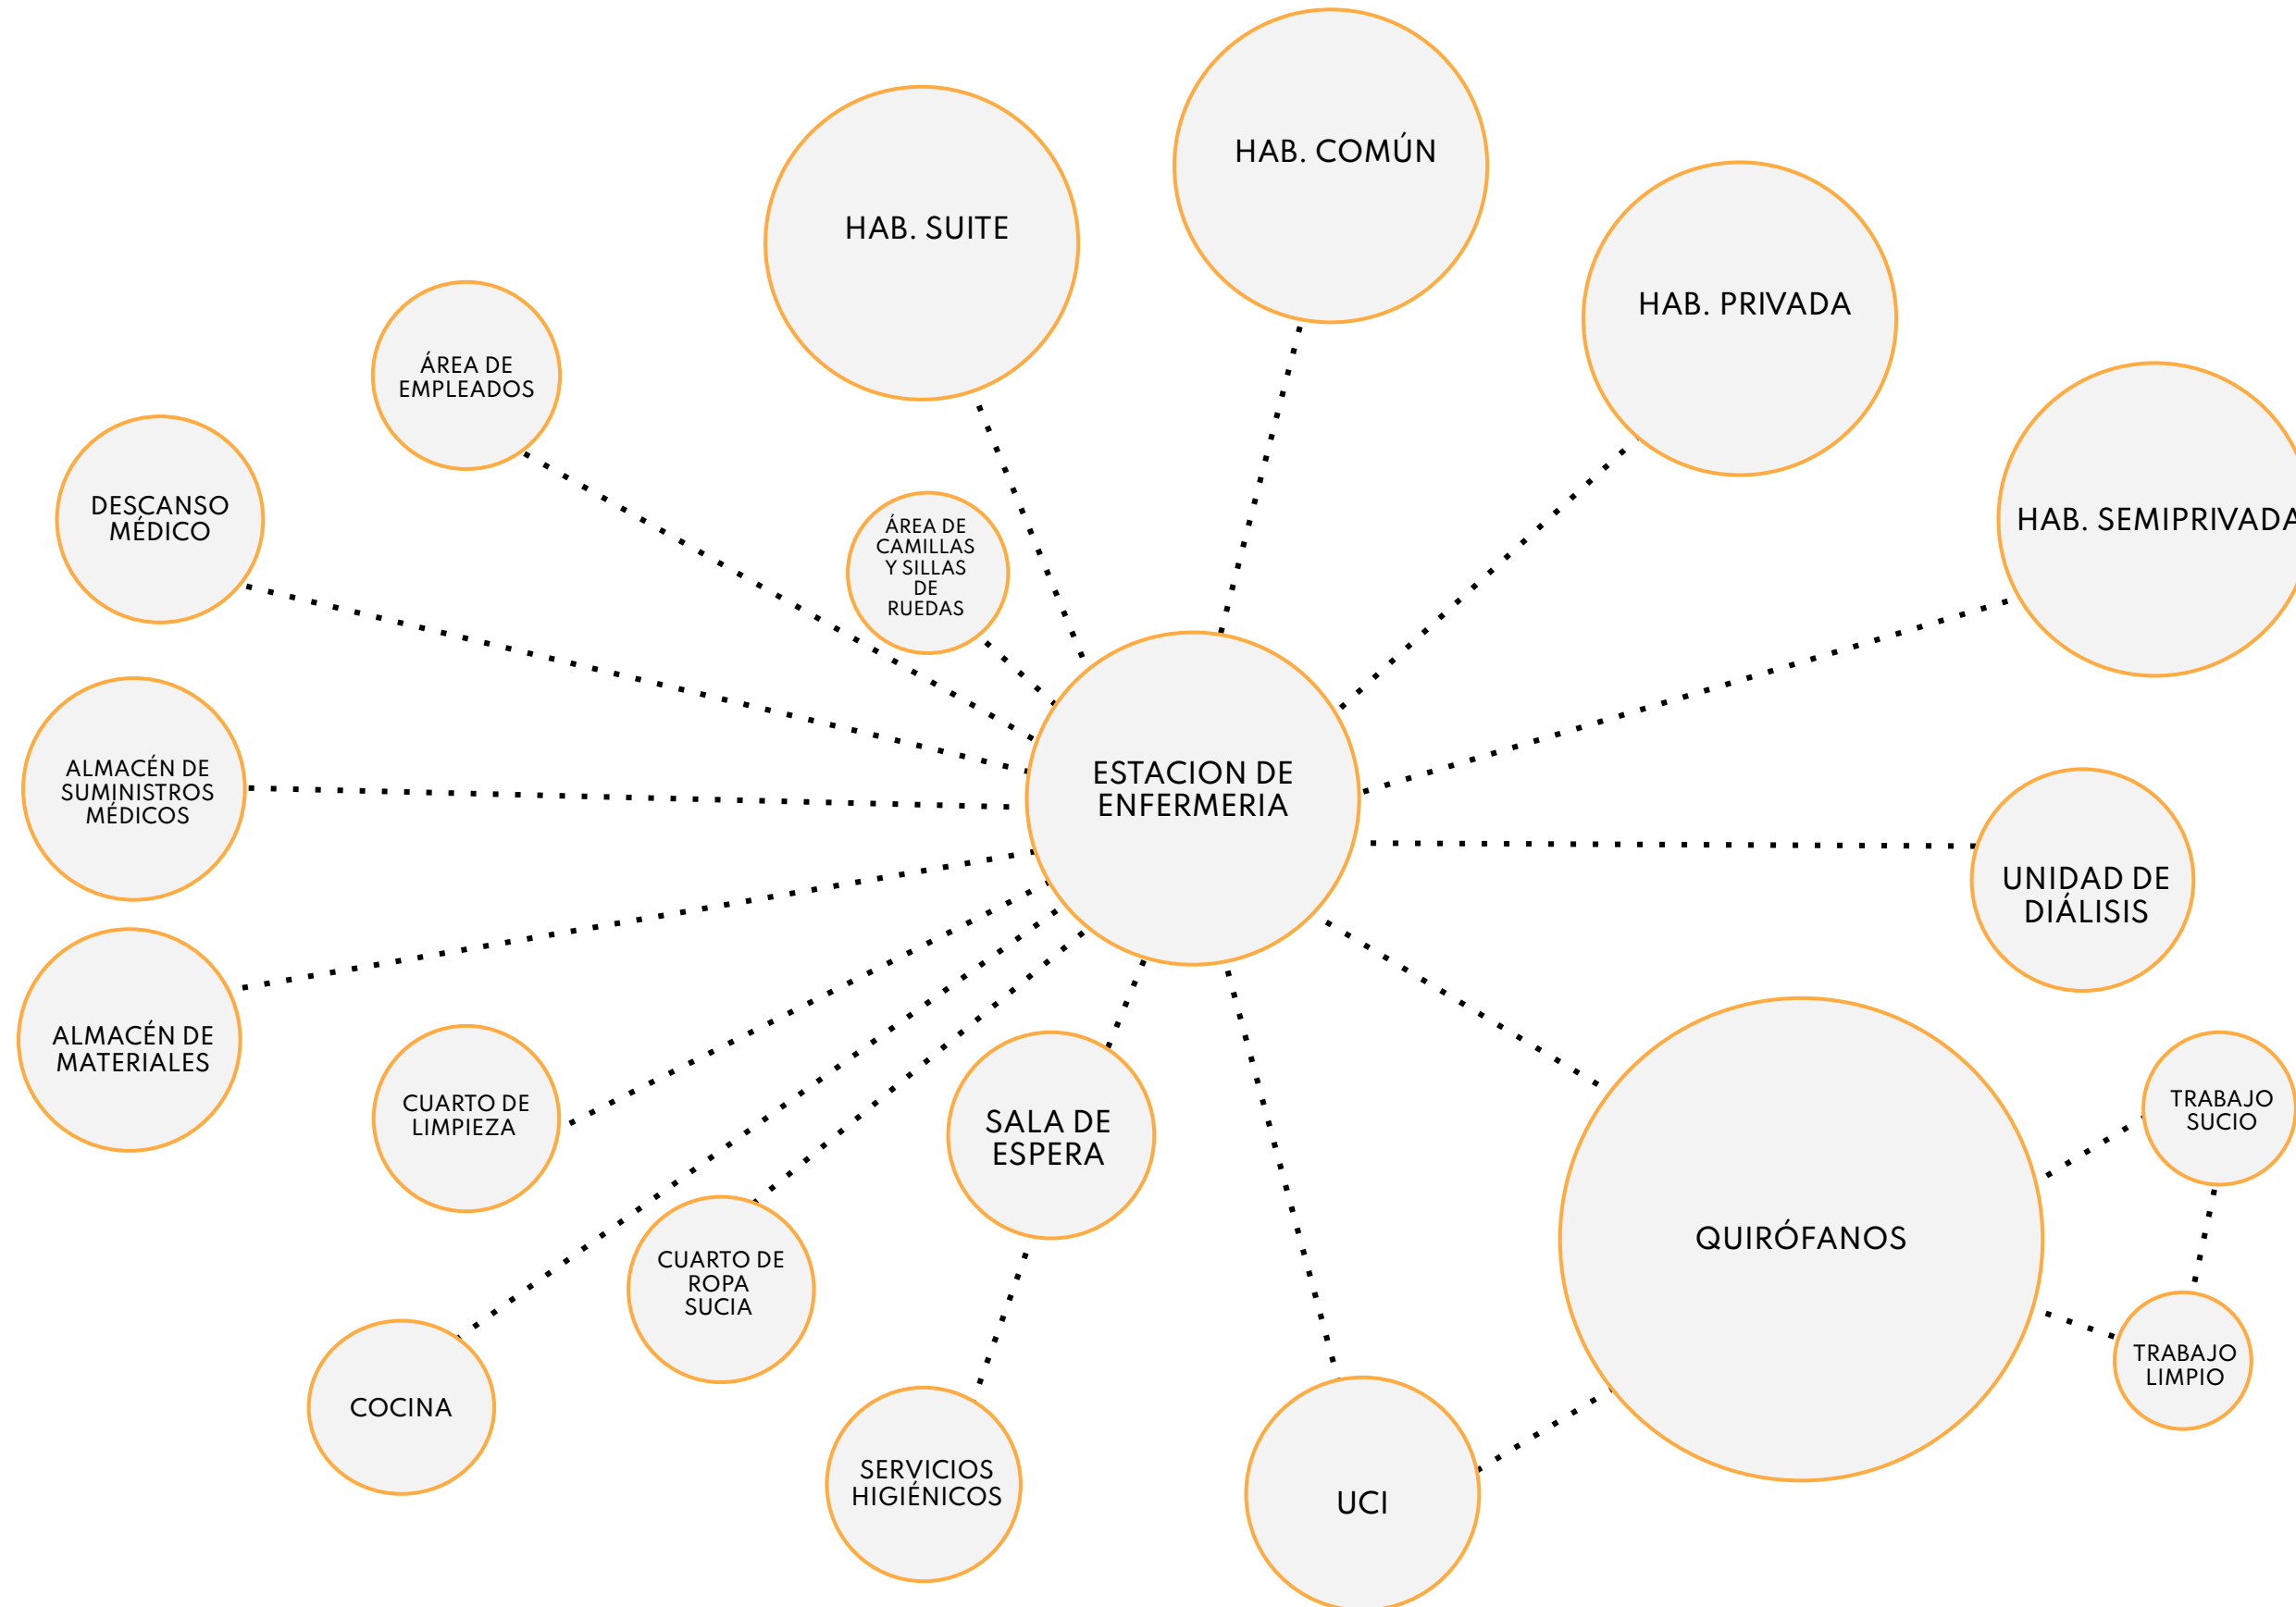 HAB. COMÚN
HAB. SUITE
HAB. PRIVADA
ÁREA DE
EMPLEADOS
DESCANSO
MÉDICO
ÁREA DE
CAMILLAS
Y SILLAS
DE
RUEDAS
HAB. SEMIPRIVADA
ALMACÉN DE
SUMINISTROS
MÉDICOS
ESTACION DE
ENFERMERIA
UNIDAD DE
DIÁLISIS
ALMACÉN DE
MATERIALES
CUARTO DE
LIMPIEZA
SALA DE
ESPERA
TRABAJO
SUCIO
QUIRÓFANOS
CUARTO DE
ROPA
SUCIA
TRABAJO
LIMPIO
COCINA
SERVICIOS
HIGIÉNICOS
UCI